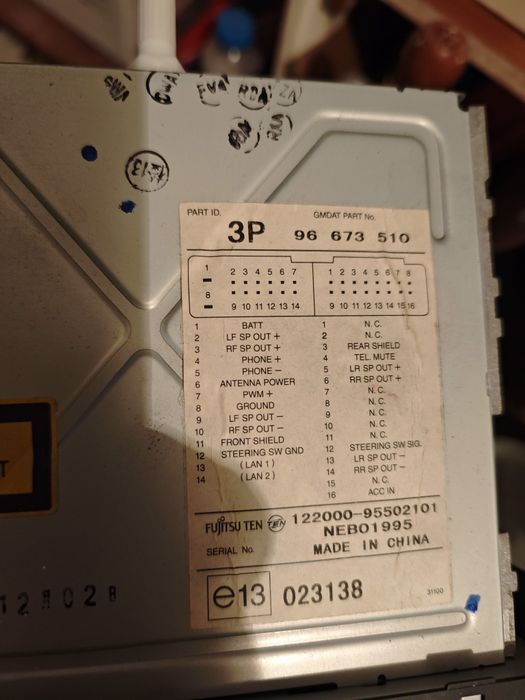 PART ID. GMDAT PART No.
3P 96 673 510
1 2 3 4 5 6 7 1 2 3 4 5 6 7 8
8 9 10 11 12 13 14 9 10 11 12 13 14 15 16
1 BATT 1 N.C.
2 LF SP OUT + 2 N.C.
3 RF SP OUT + 3 REAR SHIELD
4 PHONE + 4 TEL. MUTE
5 PHONE − 5 LR SP OUT +
6 ANTENNA POWER 6 RR SP OUT +
7 PWM + 7 N.C.
8 GROUND 8 N.C.
9 LF SP OUT − 9 N.C.
10 RF SP OUT − 10 N.C.
11 FRONT SHIELD 11 N.C.
12 STEERING SW GND 12 STEERING SW SIG.
13 ( LAN 1 ) 13 LR SP OUT −
14 ( LAN 2 ) 14 RR SP OUT −
15 N.C.
16 ACC IN
FUJITSU TEN TEN 122000-95502101
NEBO1995
SERIAL No. MADE IN CHINA
e13 023138
31100
T